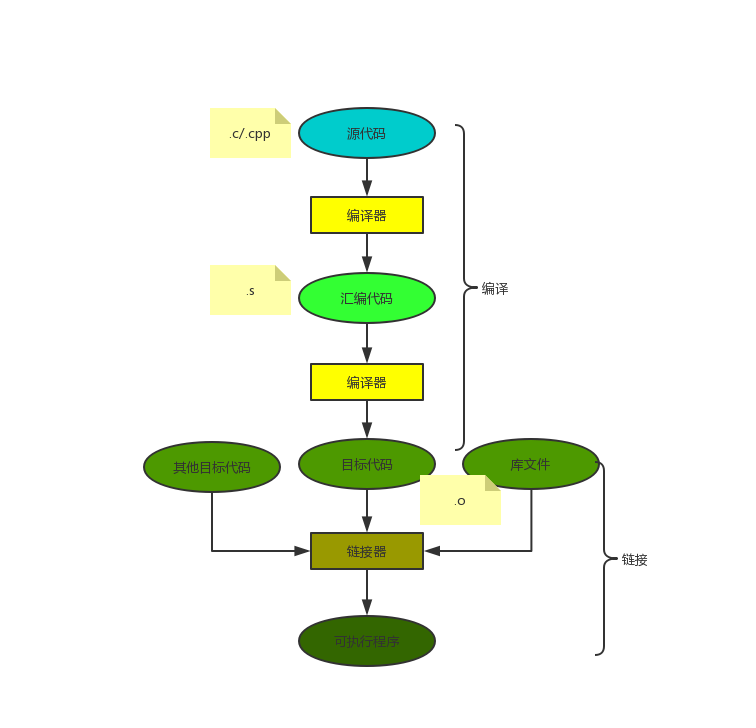 .c/.cpp
源代码
编译器
.s
汇编代码
编译
编译器
其他目标代码
目标代码
库文件
.o
链接器
链接
可执行程序